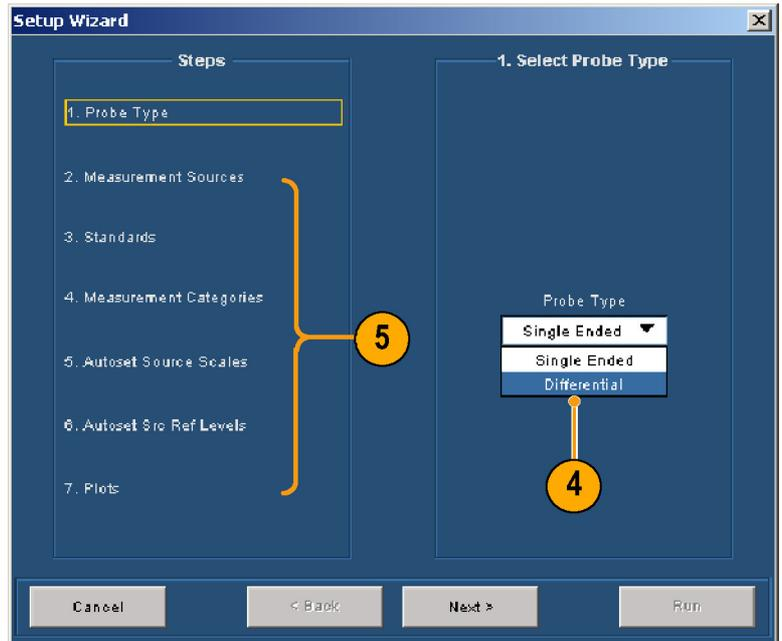 Setup Wizard
Steps
1. Probe Type
2. Measurement Sources
3. Standards
4. Measurement Categories
5. Autoset Source Scales
6. Autoset Src Ref Levels
7. Plots
5
1. Select Probe Type
Probe Type
Single Ended
Single Ended
Differential
4
Cancel
< Back
Next >
Run